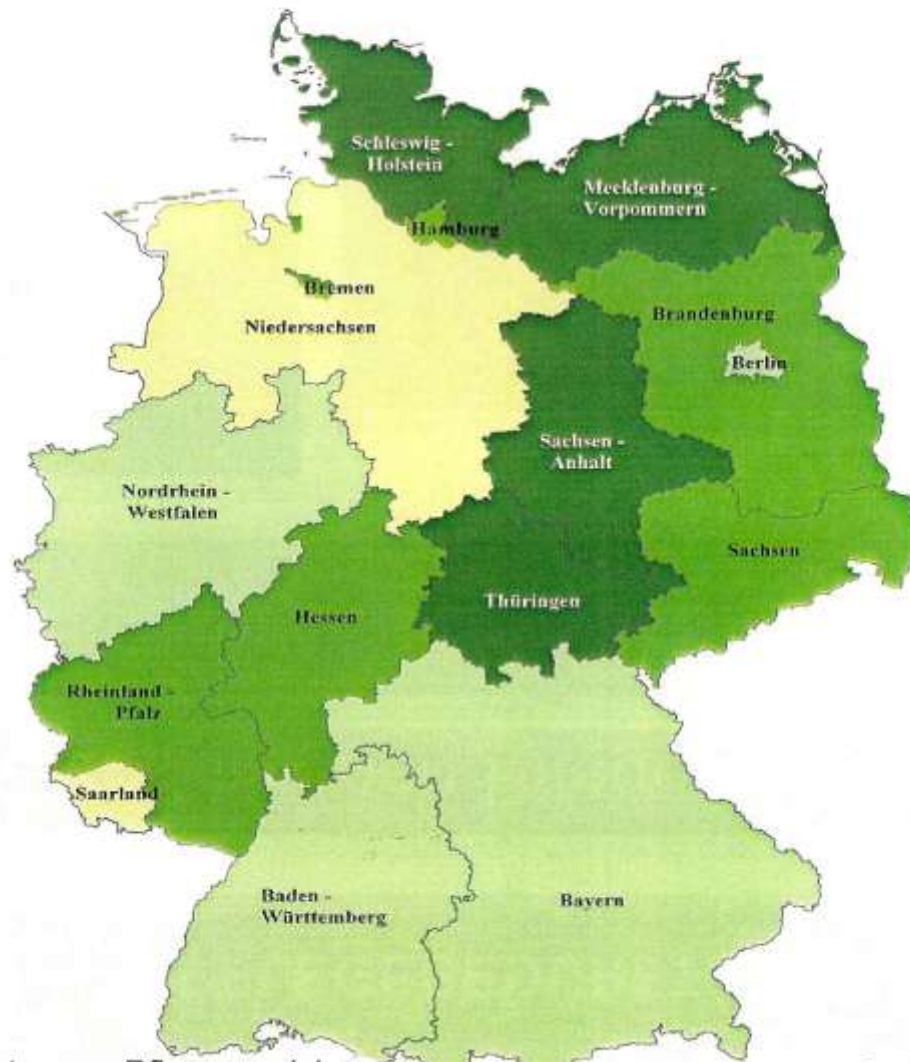 Schleswig -
Holstein
Mecklenburg -
Vorpommern
Hamburg
Bremen
Niedersachsen
Brandenburg
Berlin
Sachsen -
Anhalt
Nordrhein -
Westfalen
Sachsen
Hessen
Thüringen
Rheinland -
Pfalz
Saarland
Baden -
Württemberg
Bayern